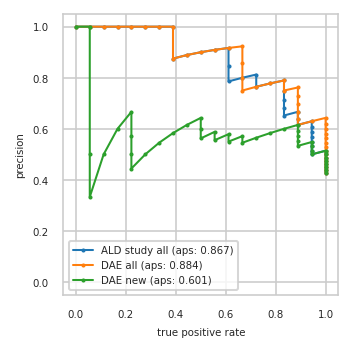 1.0
0.8
0.6
0.4
0.2
0.0
precision
ALD study all (aps: 0.867)
DAE all (aps: 0.884)
DAE new (aps: 0.601)
0.0 0.2 0.4 0.6 0.8 1.0
true positive rate